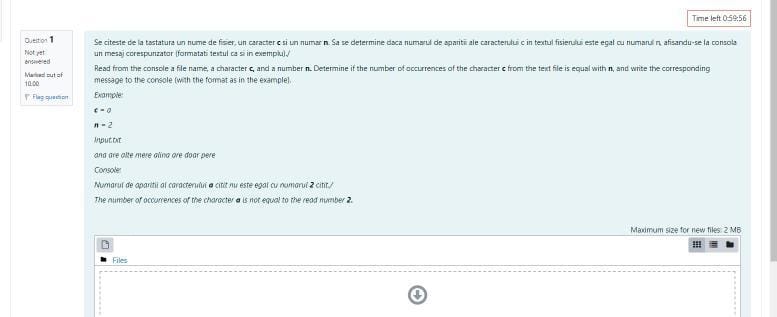 Time left 0:59:56
Question 1
Not yet
answered
Marked out of
10.00
Flag question
Se citeste de la tastatura un nume de fisier, un caracter c si un numar n. Sa se determine daca numarul de aparitii ale caracterului c in textul fisierului este egal cu numarul n, afisandu-se la consola
un mesaj corespunzator (formatati textul ca si in exemplu)./
Read from the console a file name, a character c, and a number n. Determine if the number of occurrences of the character c from the text file is equal with n, and write the corresponding
message to the console (with the format as in the example).
Example:
c = a
n = 2
Input.txt
ana are alte mere alina are doar pere
Console:
Numarul de aparitii al caracterului a citit nu este egal cu numarul 2 citit./
The number of occurrences of the character a is not equal to the read number 2.
Maximum size for new files: 2 MB
Files